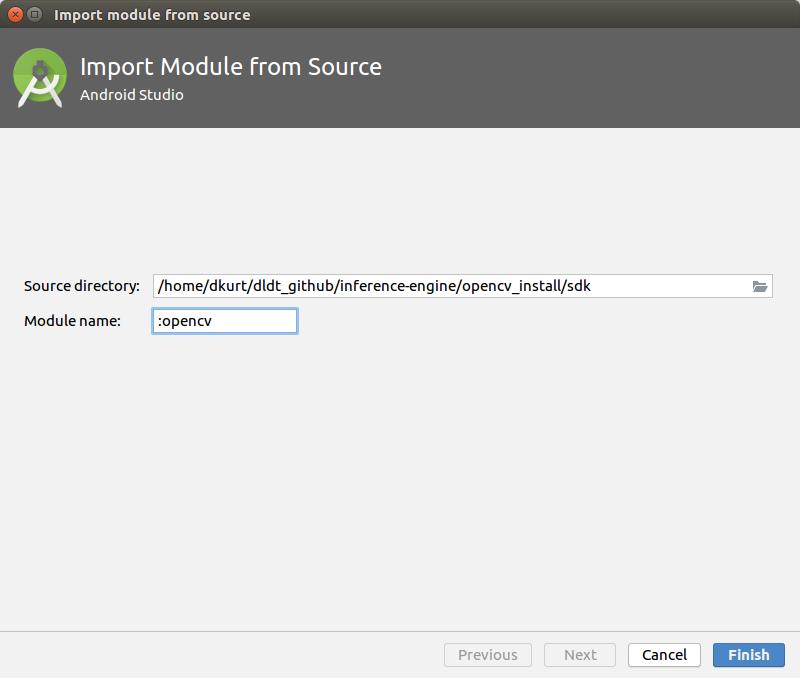 Import module from source
Import Module from Source
Android Studio
Source directory: /home/dkurt/dldt_github/inference-engine/opencv_install/sdk
Module name: :opencv
Previous Next Cancel Finish